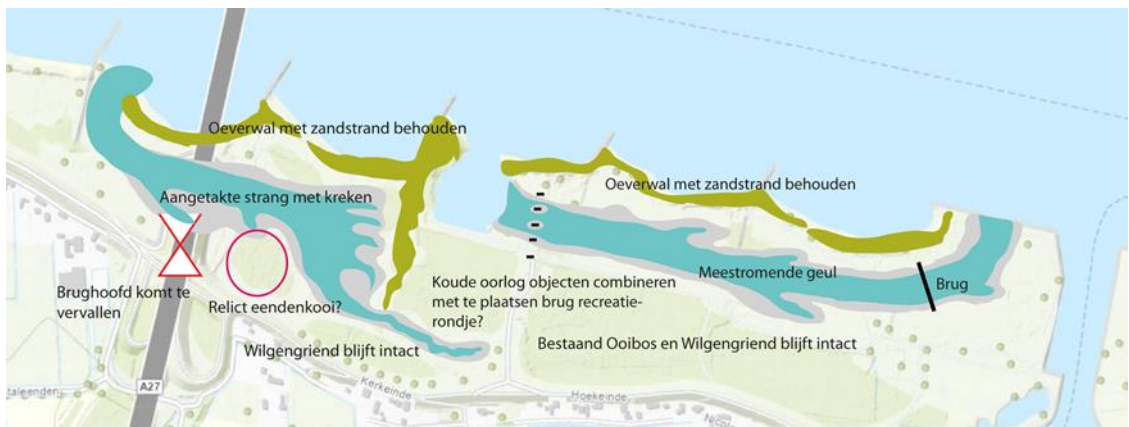 Oeverwal met zandstrand behouden
Oeverwal met zandstrand behouden
Aangetakte strang met kreken
Meestromende geul
Brug
Brughoofd komt te
vervallen
Relict eendenkooi?
Koude oorlog objecten combineren
met te plaatsen brug recreatie-
rondje?
Wilgengriend blijft intact
Bestaand Ooibos en Wilgengriend blijft intact
A27
Kerkeinde
Hoekeinde
taleenden
Nicol